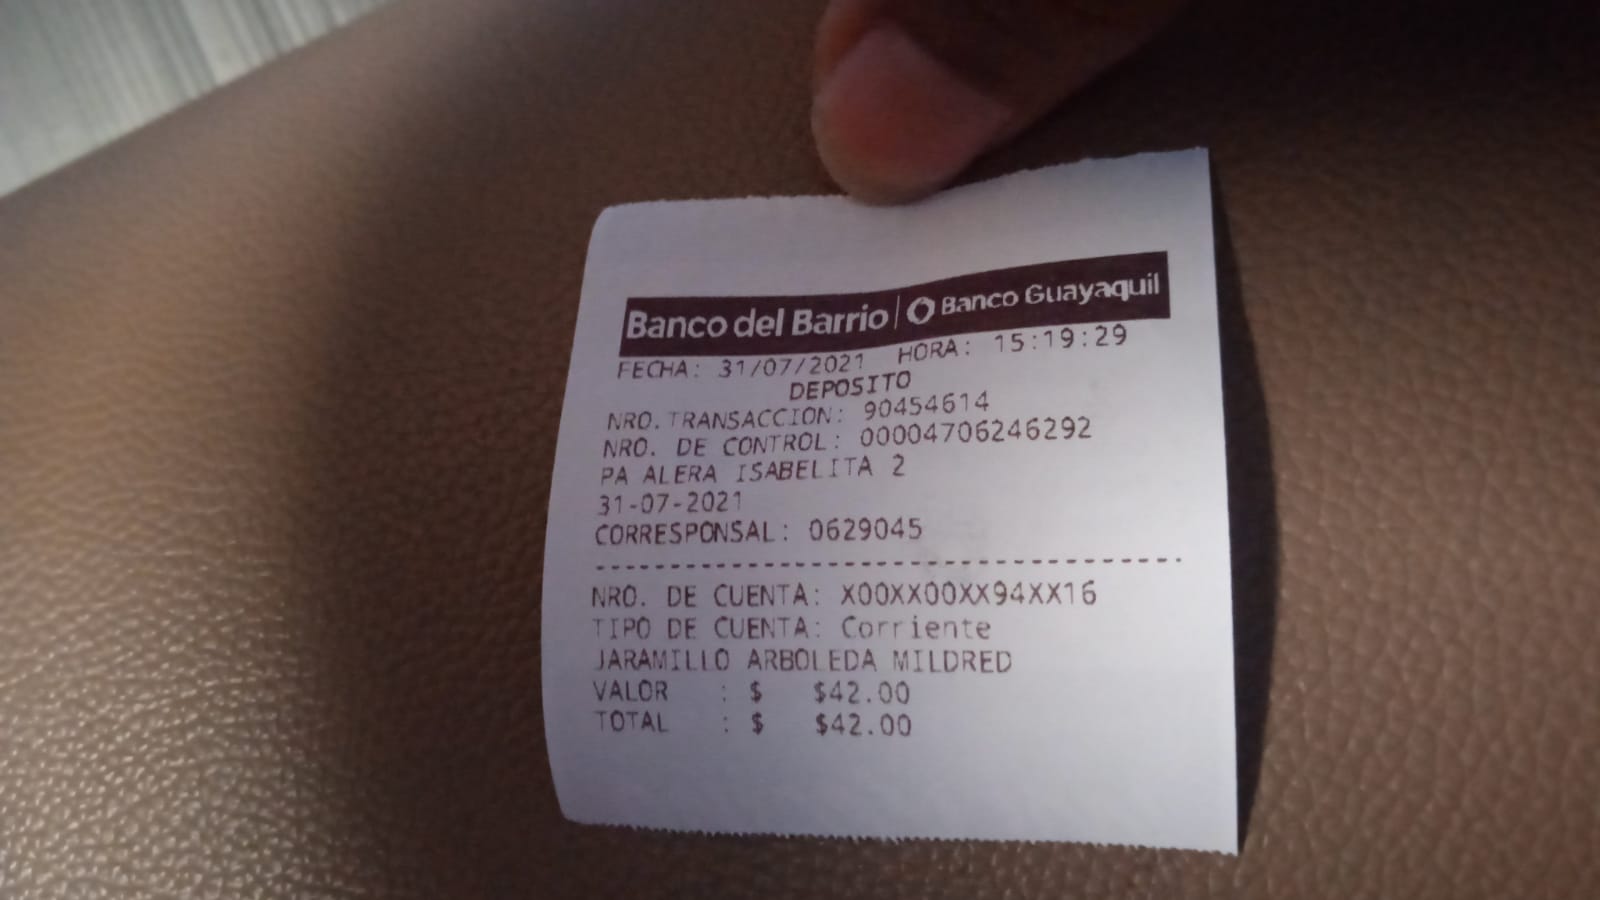 Banco del Barrio | Banco Guayaquil
FECHA: 31/07/2021 HORA: 15:19:29
DEPOSITO
NRO. TRANSACCION: 90454614
NRO. DE CONTROL: 00004706246292
PA ALERA ISABELITA 2
31-07-2021
CORRESPONSAL: 0629045
NRO. DE CUENTA: X00XX00XX94XX16
TIPO DE CUENTA: Corriente
JARAMILLO ARBOLEDA MILDRED
VALOR : $ $42.00
TOTAL : $ $42.00